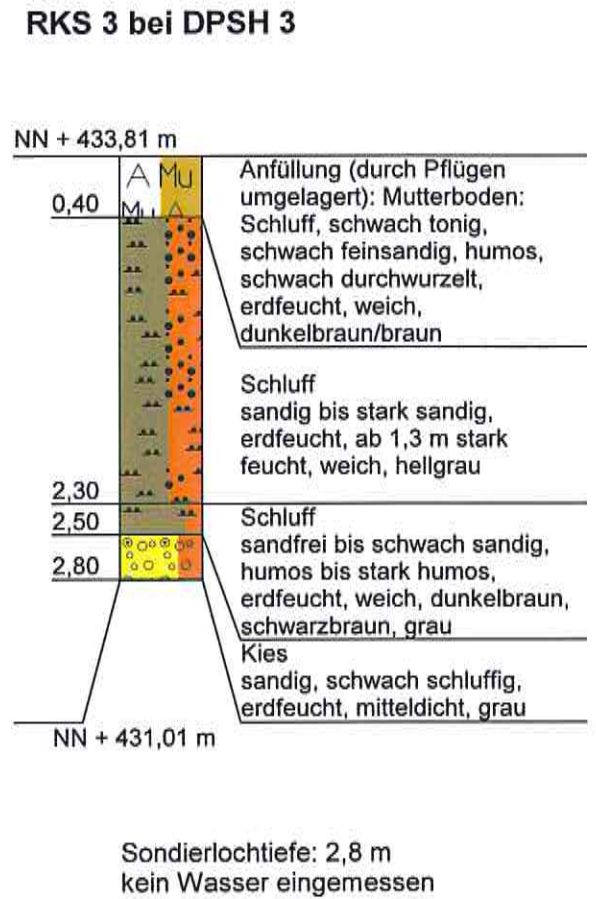 RKS 3 bei DPSH 3
NN + 433,81 m
A Mu
Mu A
0,40
Anfüllung (durch Pflügen
umgelagert): Mutterboden:
Schluff, schwach tonig,
schwach feinsandig, humos,
schwach durchwurzelt,
erdfeucht, weich,
dunkelbraun/braun
Schluff
sandig bis stark sandig,
erdfeucht, ab 1,3 m stark
feucht, weich, hellgrau
2,30
2,50
Schluff
sandfrei bis schwach sandig,
humos bis stark humos,
erdfeucht, weich, dunkelbraun,
schwarzbraun, grau
2,80
Kies
sandig, schwach schluffig,
erdfeucht, mitteldicht, grau
NN + 431,01 m
Sondierlochtiefe: 2,8 m
kein Wasser eingemessen